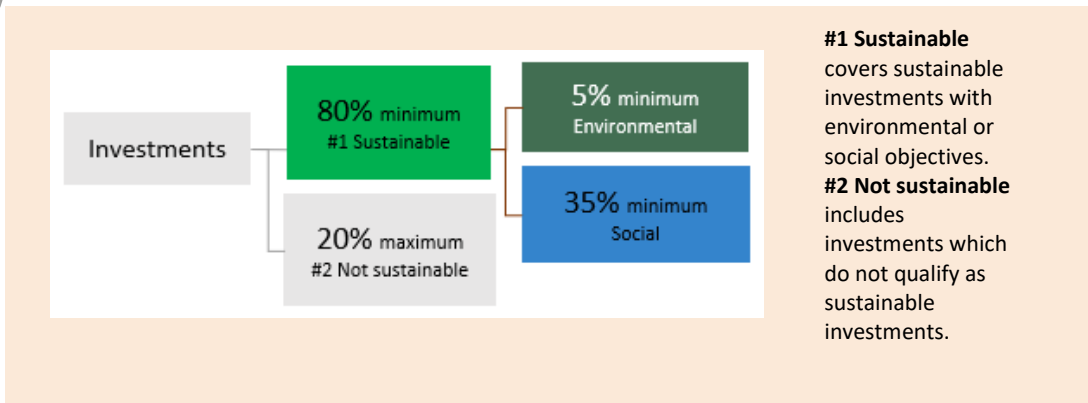 Investments
80% minimum
#1 Sustainable
20% maximum
#2 Not sustainable
5% minimum
Environmental
35% minimum
Social
#1 Sustainable
covers sustainable
investments with
environmental or
social objectives.
#2 Not sustainable
includes
investments which
do not qualify as
sustainable
investments.